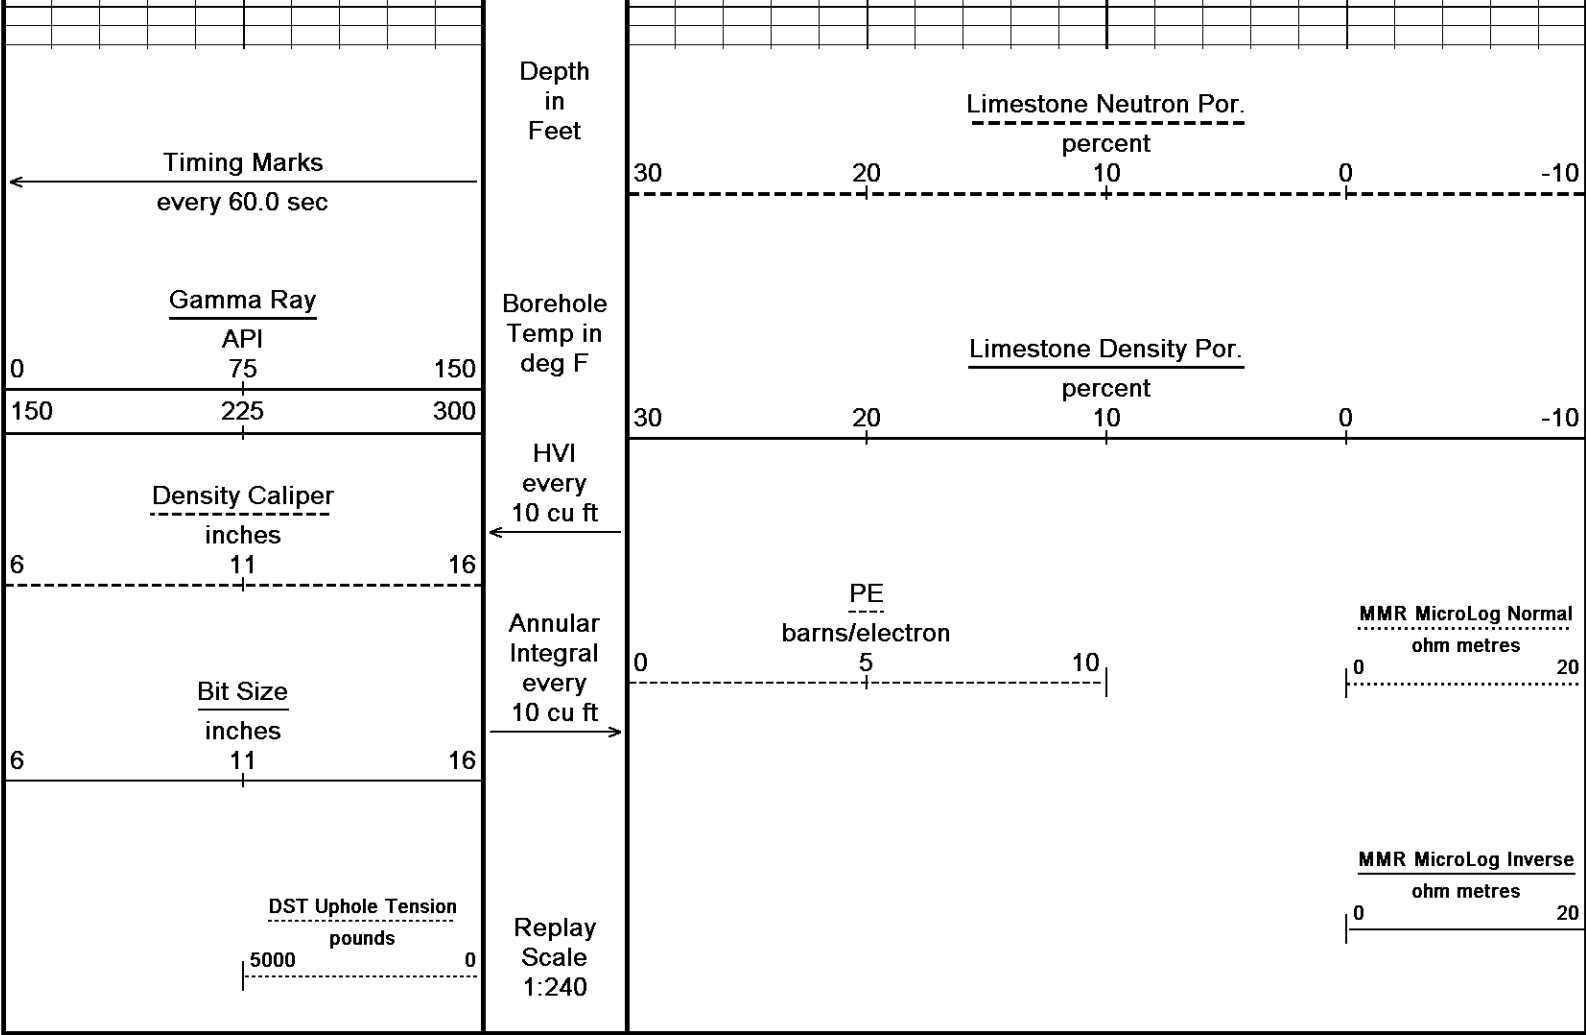 Timing Marks
every 60.0 sec
Gamma Ray
API
0 75 150
150 225 300
Density Caliper
inches
6 11 16
Bit Size
inches
6 11 16
DST Uphole Tension
pounds
5000 0
Depth
in
Feet
Borehole
Temp in
deg F
HVI
every
10 cu ft
Annular
Integral
every
10 cu ft
Replay
Scale
1:240
Limestone Neutron Por.
percent
30 20 10 0 -10
Limestone Density Por.
percent
30 20 10 0 -10
PE
barns/electron
0 5 10
MMR MicroLog Normal
ohm metres
0 20
MMR MicroLog Inverse
ohm metres
0 20